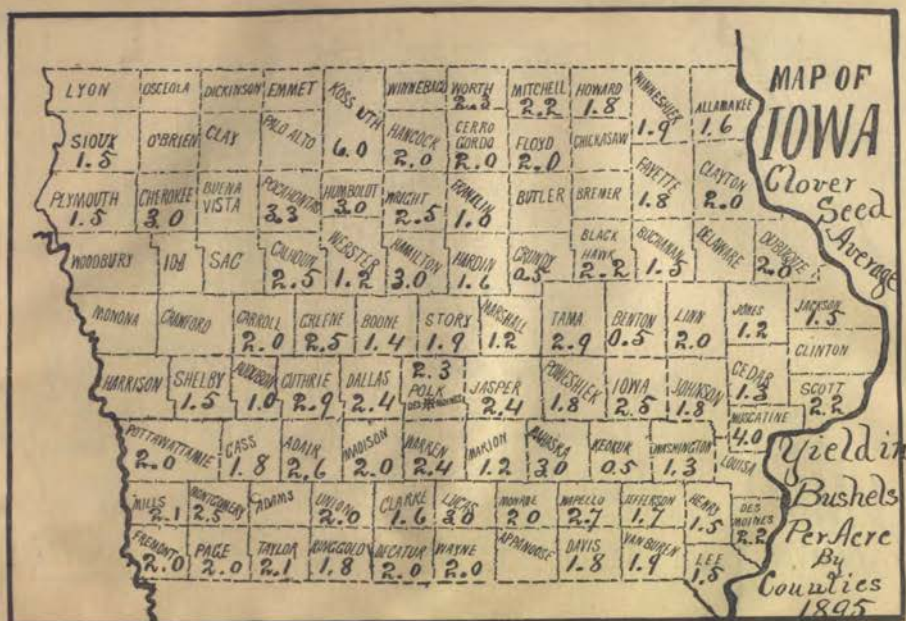 MAP OF
IOWA
Clover
Seed
Average
Yield in
Bushels
Per Acre
By
Counties
1895
LYON
OSCEOLA
DICKINSON
EMMET
KOSSUTH
6.0
WINNEBAGO
WORTH
2.3
MITCHELL
2.2
HOWARD
1.8
WINNESHIEK
1.9
ALLAMAKEE
1.6
SIOUX
1.5
O'BRIEN
CLAY
PALO ALTO
HANCOCK
2.0
CERRO
GORDO
2.0
FLOYD
2.0
CHICKASAW
PLYMOUTH
1.5
CHEROKEE
3.0
BUENA
VISTA
POCAHONTAS
3.3
HUMBOLDT
3.0
WRIGHT
2.5
FRANKLIN
1.0
BUTLER
BREMER
FAYETTE
1.8
CLAYTON
2.0
WOODBURY
IDA
SAC
CALHOUN
2.5
WEBSTER
1.2
HAMILTON
3.0
HARDIN
1.6
GRUNDY
0.5
BLACK
HAWK
2.2
BUCHANAN
1.5
DELAWARE
DUBUQUE
2.0
MONONA
CRAWFORD
CARROLL
2.0
GREENE
2.5
BOONE
1.4
STORY
1.9
MARSHALL
1.2
TAMA
2.9
BENTON
0.5
LINN
2.0
JONES
1.2
JACKSON
1.5
CLINTON
HARRISON
SHELBY
1.5
AUDUBON
1.0
GUTHRIE
2.9
DALLAS
2.4
2.3
POLK
DES MOINES
JASPER
2.4
POWESHIEK
1.8
IOWA
2.5
JOHNSON
1.8
CEDAR
1.3
SCOTT
2.2
MUSCATINE
4.0
POTTAWATTAMIE
2.0
CASS
1.8
ADAIR
2.6
MADISON
2.0
WARREN
2.4
MARION
1.2
MAHASKA
3.0
KEOKUK
0.5
WASHINGTON
1.3
LOUISA
MILLS
2.1
MONTGOMERY
2.5
ADAMS
UNION
2.0
CLARKE
1.6
LUCAS
3.0
MONROE
2.0
WAPELLO
2.7
JEFFERSON
1.7
HENRY
1.5
DES
MOINES
2.2
FREMONT
2.0
PAGE
2.0
TAYLOR
2.1
RINGGOLD
1.8
DECATUR
2.0
WAYNE
2.0
APPANOOSE
DAVIS
1.8
VAN BUREN
1.9
LEE
1.5